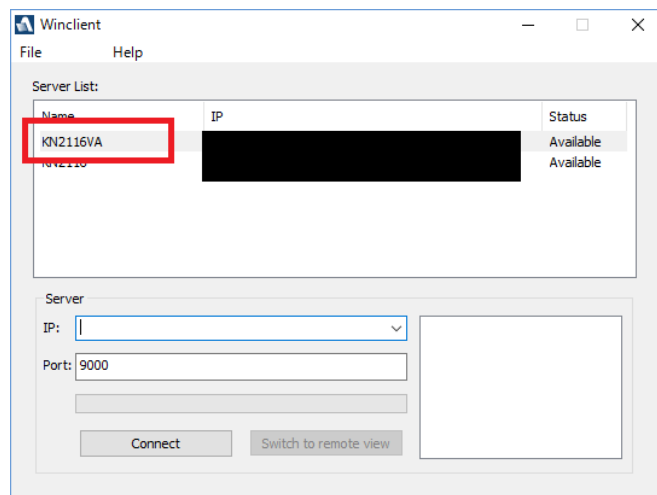 Winclient
File Help
Server List:
Name IP Status
KN2116VA Available
KN2116 Available
Server
IP:
Port: 9000
Connect Switch to remote view